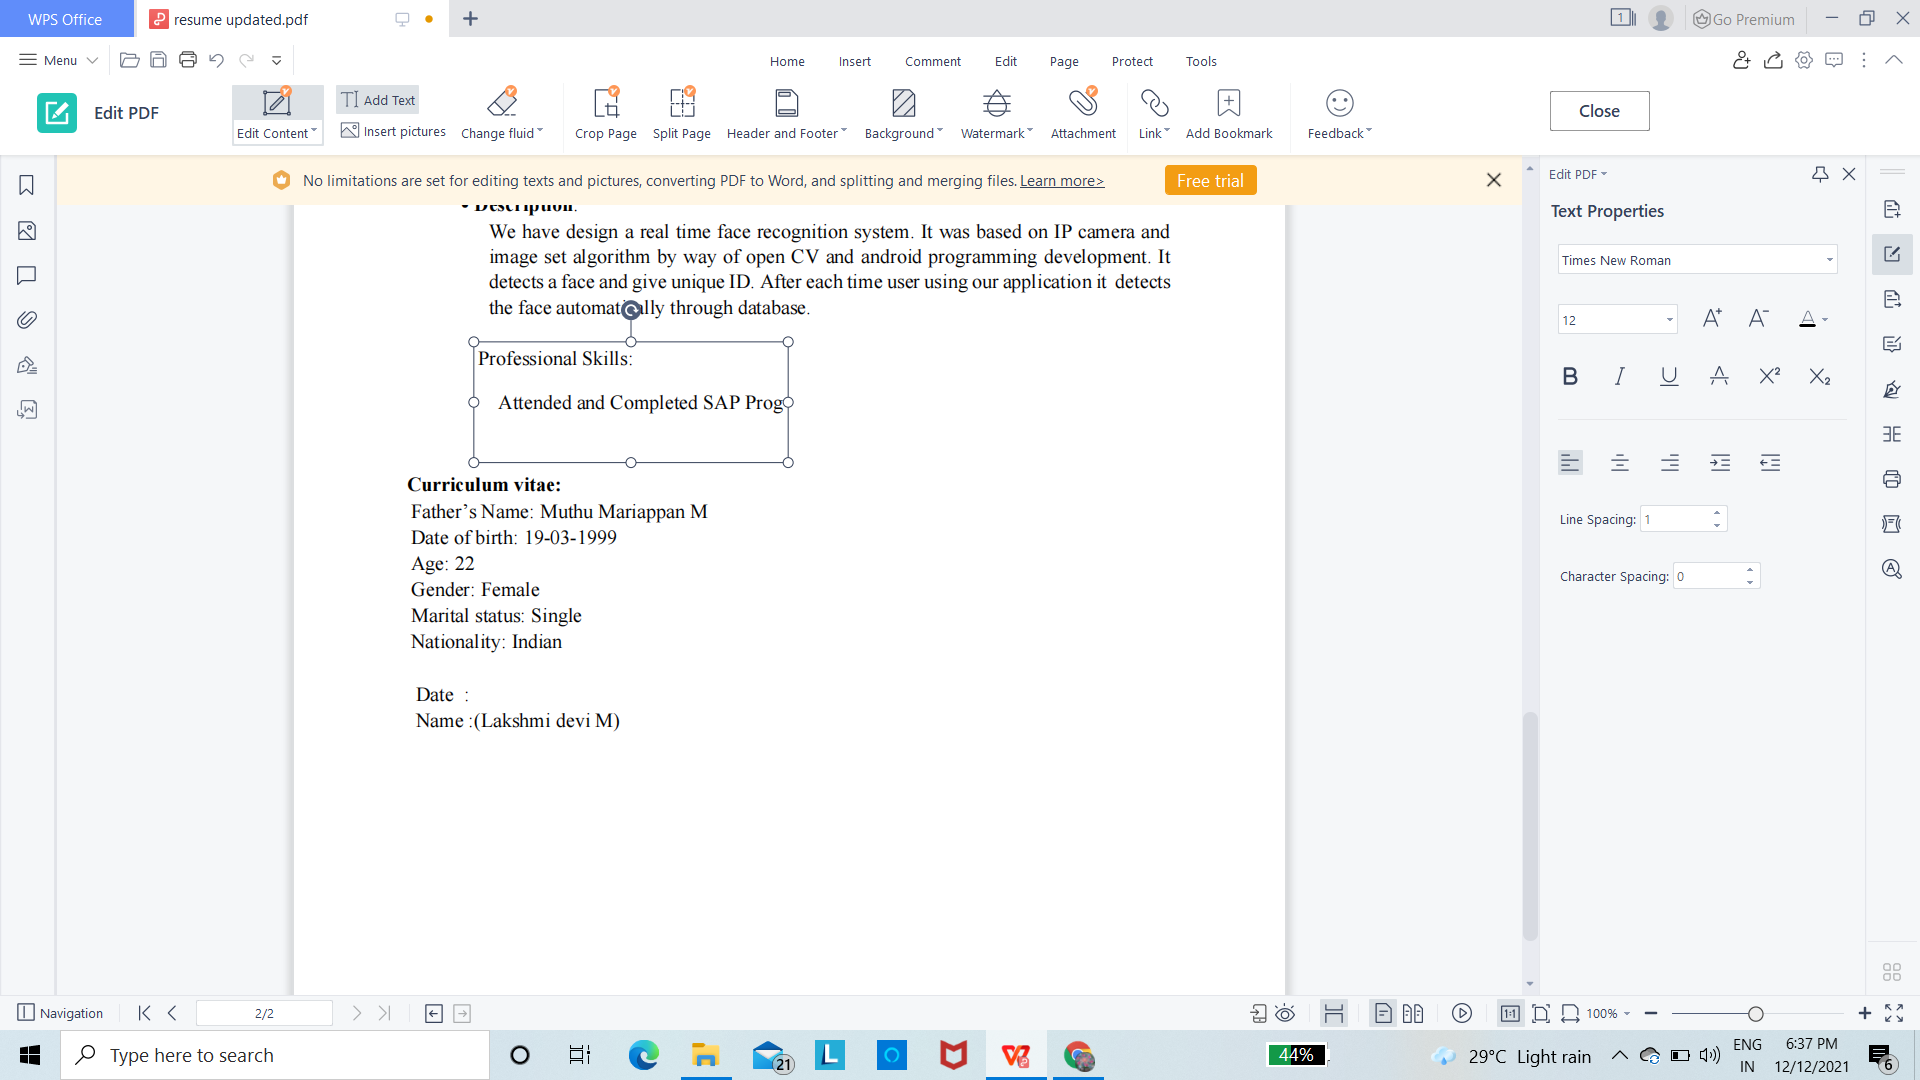 WPS Office
resume updated.pdf
1
Go Premium
Menu
Home
Insert
Comment
Edit
Page
Protect
Tools
Edit PDF
Edit Content
Add Text
Insert pictures
Change fluid
Crop Page
Split Page
Header and Footer
Background
Watermark
Attachment
Link
Add Bookmark
Feedback
Close
No limitations are set for editing texts and pictures, converting PDF to Word, and splitting and merging files. Learn more>
Free trial
• Description:
We have design a real time face recognition system. It was based on IP camera and
image set algorithm by way of open CV and android programming development. It
detects a face and give unique ID. After each time user using our application it detects
the face automatically through database.
Professional Skills:
Attended and Completed SAP Prog
Curriculum vitae:
Father's Name: Muthu Mariappan M
Date of birth: 19-03-1999
Age: 22
Gender: Female
Marital status: Single
Nationality: Indian
Date :
Name :(Lakshmi devi M)
Edit PDF
Text Properties
Times New Roman
12
A+
A-
A
B
I
U
A
X²
X₂
Line Spacing: 1
Character Spacing: 0
Navigation
2/2
1:1
100%
Type here to search
21
L
44%
29°C Light rain
ENG
IN
6:37 PM
12/12/2021
6